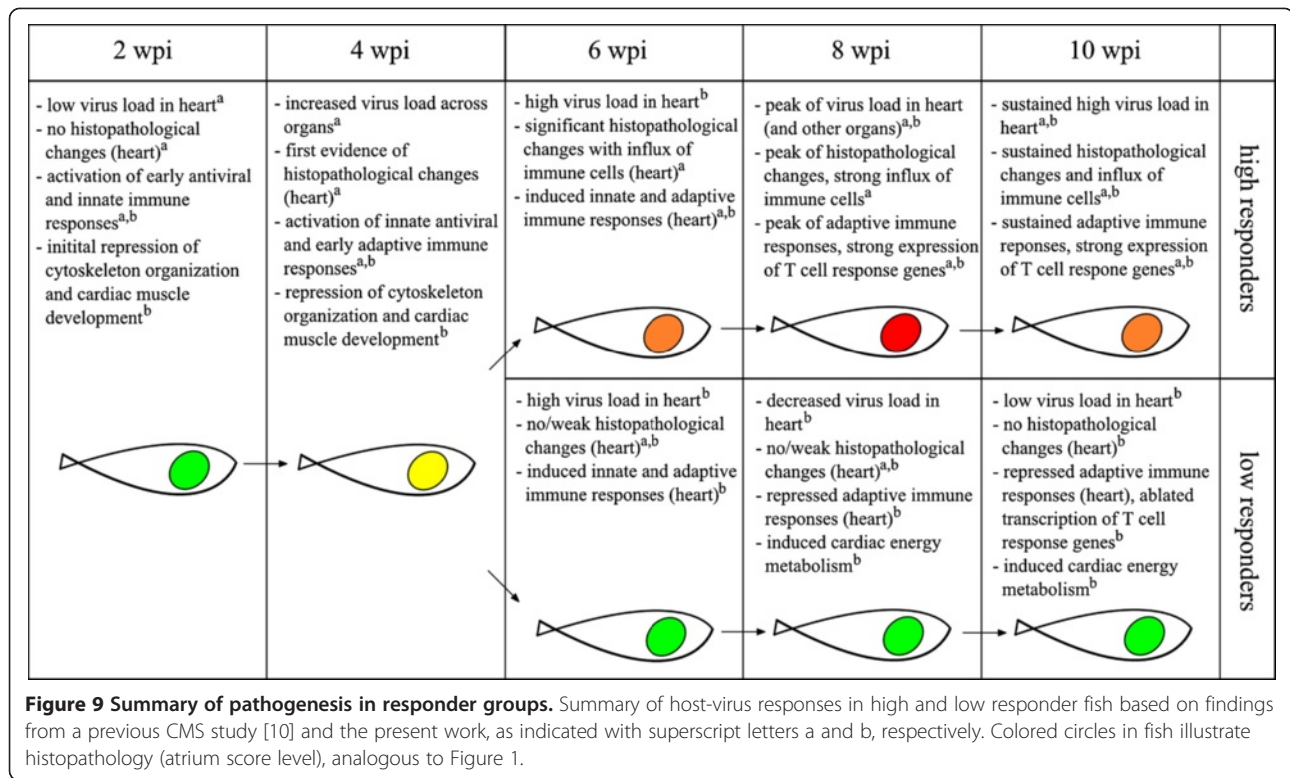 2 wpi
4 wpi
6 wpi
8 wpi
10 wpi
- low virus load in heart^a
- no histopathological
changes (heart)^a
- activation of early antiviral
and innate immune
responses^a,b
- initital repression of
cytoskeleton organization
and cardiac muscle
development^b
- increased virus load across
organs^a
- first evidence of
histopathological changes
(heart)^a
- activation of innate antiviral
and early adaptive immune
responses^a,b
- repression of cytoskeleton
organization and cardiac
muscle development^b
- high virus load in heart^b
- significant histopathological
changes with influx of
immune cells (heart)^a
- induced innate and adaptive
immune responses (heart)^a,b
- peak of virus load in heart
(and other organs)^a,b
- peak of histopathological
changes, strong influx of
immune cells^a
- peak of adaptive immune
responses, strong expression
of T cell response genes^a,b
- sustained high virus load in
heart^a,b
- sustained histopathological
changes and influx of
immune cells^a,b
- sustained adaptive immune
reponses, strong expression
of T cell respone genes^a,b
high responders
- high virus load in heart^b
- no/weak histopathological
changes (heart)^a,b
- induced innate and adaptive
immune responses (heart)^b
- decreased virus load in
heart^b
- no/weak histopathological
changes (heart)^a,b
- repressed adaptive immune
responses (heart)^b
- induced cardiac energy
metabolism^b
- low virus load in heart^b
- no histopathological
changes (heart)^b
- repressed adaptive immune
responses (heart), ablated
transcription of T cell
response genes^b
- induced cardiac energy
metabolism^b
low responders
Figure 9 Summary of pathogenesis in responder groups. Summary of host-virus responses in high and low responder fish based on findings
from a previous CMS study [10] and the present work, as indicated with superscript letters a and b, respectively. Colored circles in fish illustrate
histopathology (atrium score level), analogous to Figure 1.